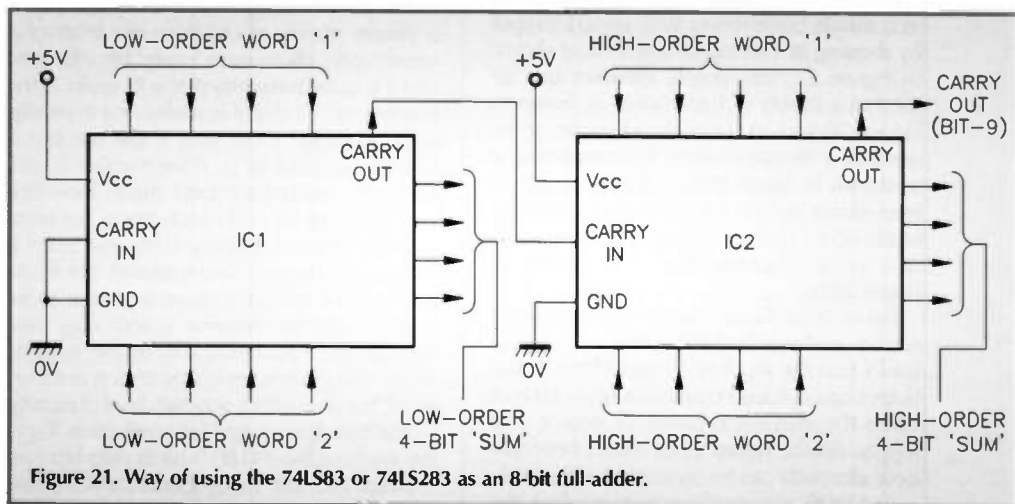 LOW-ORDER WORD '1'
+5V
Vcc
CARRY
IN
GND
0V
CARRY
OUT
IC1
LOW-ORDER WORD '2'
LOW-ORDER
4-BIT 'SUM'
HIGH-ORDER WORD '1'
+5V
Vcc
CARRY
IN
GND
0V
CARRY
OUT
IC2
CARRY
OUT
(BIT-9)
HIGH-ORDER WORD '2'
HIGH-ORDER
4-BIT 'SUM'
Figure 21. Way of using the 74LS83 or 74LS283 as an 8-bit full-adder.